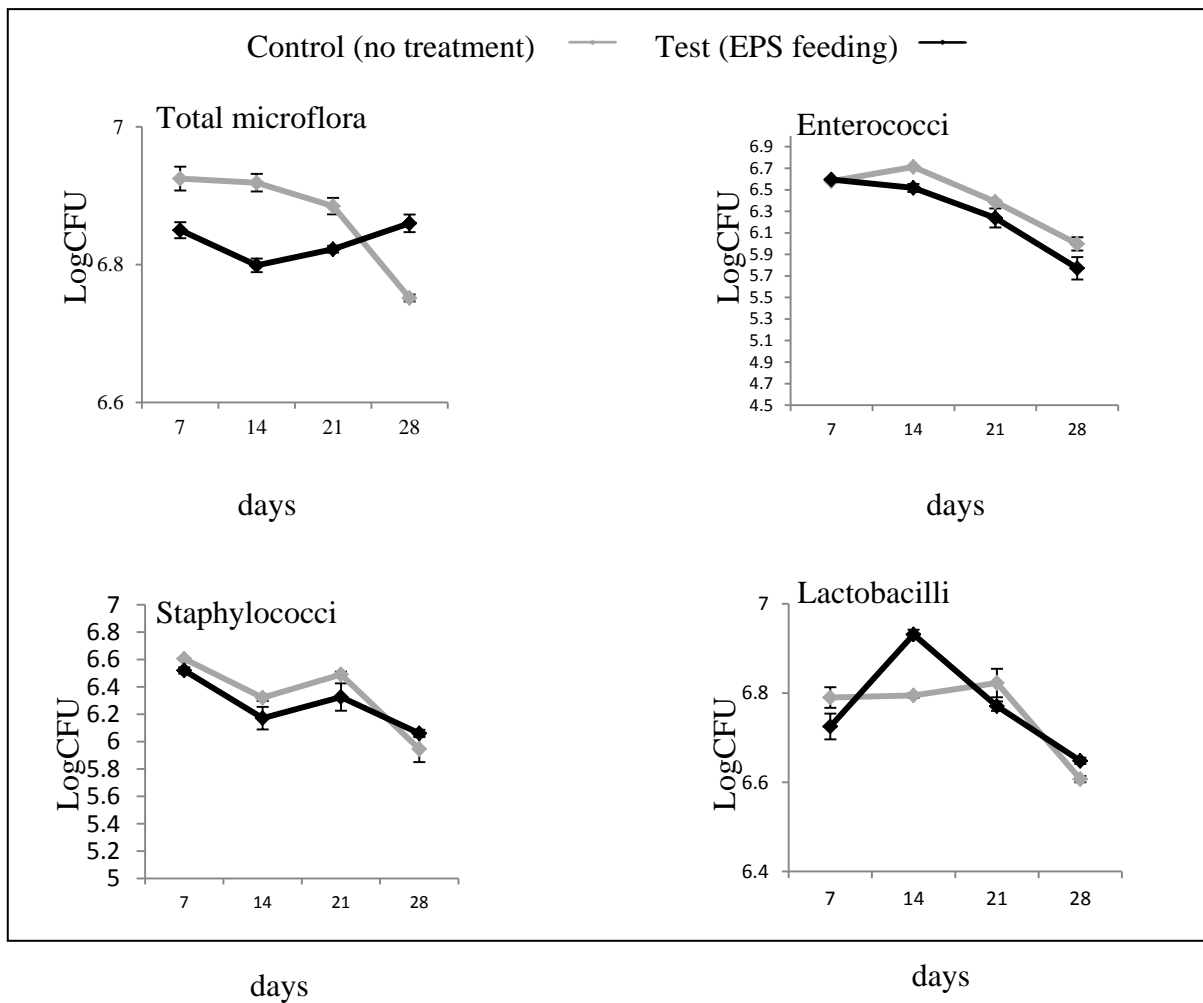 Control (no treatment) Test (EPS feeding)
Total microflora
LogCFU
7
6.8
6.6
7 14 21 28
days
Enterococci
LogCFU
6.9
6.7
6.5
6.3
6.1
5.9
5.7
5.5
5.3
5.1
4.9
4.7
4.5
7 14 21 28
days
Staphylococci
LogCFU
7
6.8
6.6
6.4
6.2
6
5.8
5.6
5.4
5.2
5
7 14 21 28
days
Lactobacilli
LogCFU
7
6.8
6.6
6.4
7 14 21 28
days